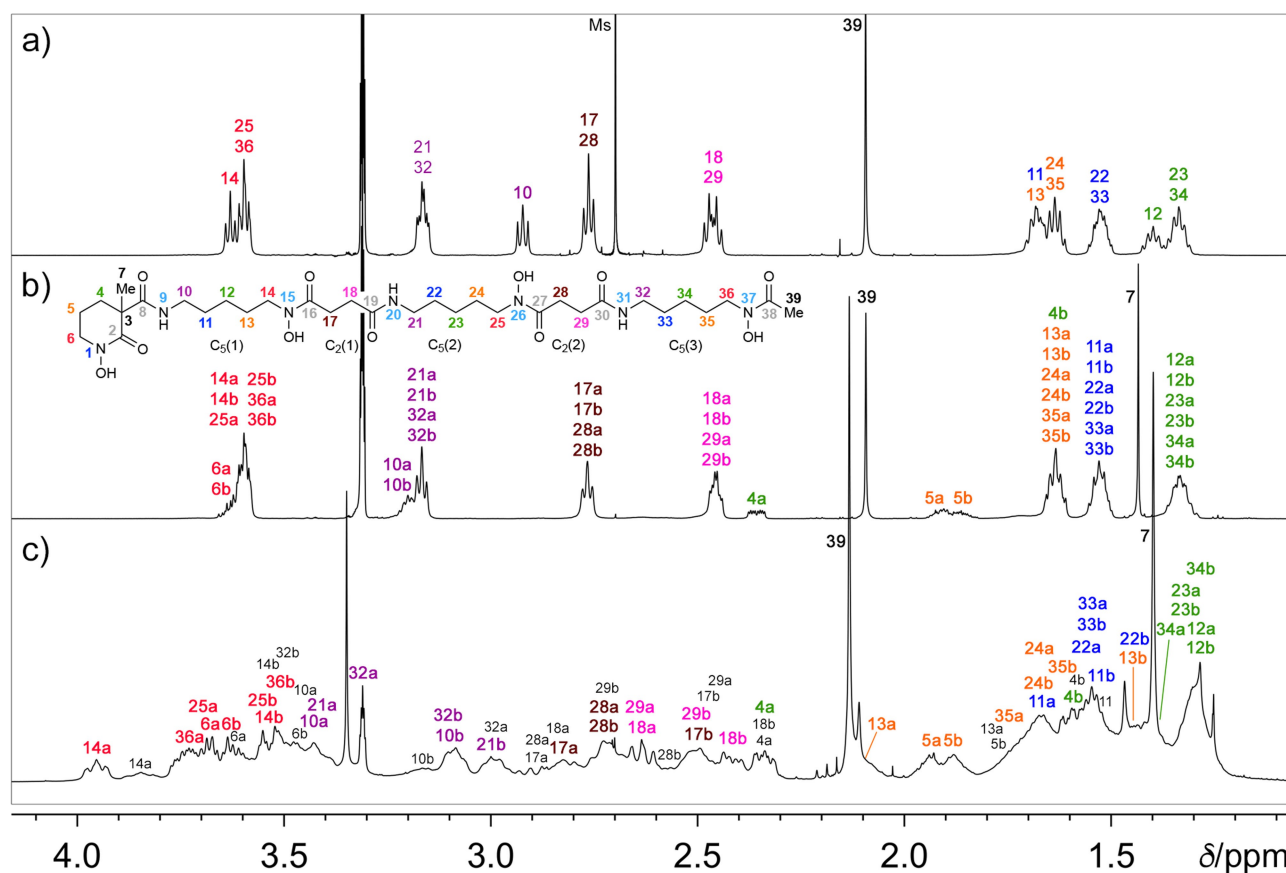 a)
Ms
39
25
36
14
21
32
10
17
28
18
29
11
13
24
35
22
33
12
23
34
b)
7
Me
O
4
3
8
5
6
2
O
1
N
OH
9
N
H
10
11
12
13
14
15
N
OH
O
16
17
18
19
O
H
N
20
21
22
23
24
25
OH
N
26
27
O
28
29
30
O
H
N
31
32
33
34
35
36
37
N
OH
O
38
39
Me
C5(1)
C2(1)
C5(2)
C2(2)
C5(3)
14a 25b
14b 36a
25a 36b
6a
6b
21a
21b
32a
32b
10a
10b
17a
17b
28a
28b
18a
18b
29a
29b
4a
39
5a 5b
4b
13a
13b
24a
24b
35a
35b
11a
11b
22a
22b
33a
33b
7
12a
12b
23a
23b
34a
34b
c)
14a
14a
36a
25a
6a 6b
6a
32b
14b
36b
25b
14b
10a
6b
21a
10a
32a
32b
10b
10b
32a
21b
28a
17a
18a
17a
29b
28a
28b
29a
18a
28b
29a
17b
29b
17b
18b
4a
18b
4a
39
13a
5a 5b
13a
5b
35a
24a
24b
11a
35b
4b
4b
33a
33b
22a
11b
11
22b
13b
7
34a
34b
23a
23b
12a
12b
4.0 3.5 3.0 2.5 2.0 1.5 δ/ppm